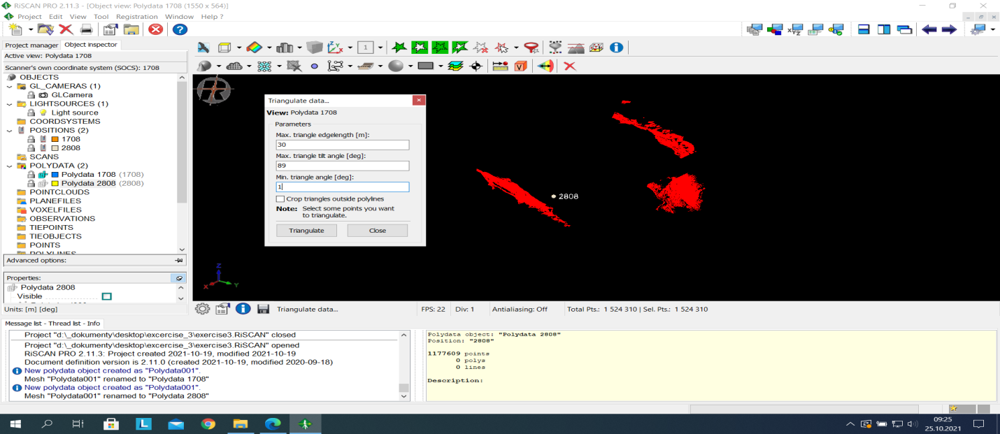 RiSCAN PRO 2.11.3 - [Object view: Polydata 1708 (1550 x 564)]
Project Edit View Tool Registration Window Help ?
Project manager Object inspector
Active view: Polydata 1708
Scanner's own coordinate system (SOCS): 1708
OBJECTS
GL_CAMERAS (1)
GLCamera
LIGHTSOURCES (1)
Light source
COORDSYSTEMS
POSITIONS (2)
1708
2808
SCANS
POLYDATA (2)
Polydata 1708 (1708)
Polydata 2808 (2808)
POINTCLOUDS
PLANEFILES
VOXELFILES
OBSERVATIONS
TIEPOINTS
TIEOBJECTS
POINTS
POLYLINES
Advanced options:
Properties:
Polydata 2808
Visible
Units: [m] [deg]
1
XYZ
V
Triangulate data...
View: Polydata 1708
Parameters
Max. triangle edgelength [m]:
30
Max. triangle tilt angle [deg]:
89
Min. triangle angle [deg]:
1
Crop triangles outside polylines
Note: Select some points you want
to triangulate.
Triangulate Close
2808
Z
X Y
Triangulate data...
FPS: 22 Div: 1 Antialiasing: Off Total Pts.: 1 524 310 | Sel. Pts.: 1 524 310
Message list - Thread list - Info
Project "d:\_dokumenty\desktop\excercise_3\exercise3.RiSCAN" closed
Project "d:\_dokumenty\desktop\excercise_3\exercise3.RiSCAN" opened
RiSCAN PRO 2.11.3: Project created 2021-10-19, modified 2021-10-19
Document definition version is 2.11.0 (created 2021-10-19, modified 2020-09-18)
New polydata object created as "Polydata001".
Mesh "Polydata001" renamed to "Polydata 1708"
New polydata object created as "Polydata001".
Mesh "Polydata001" renamed to "Polydata 2808"
Polydata object: "Polydata 2808"
Position: "2808"
1177609 points
0 polys
0 lines
Description:
L
09:25
25.10.2021